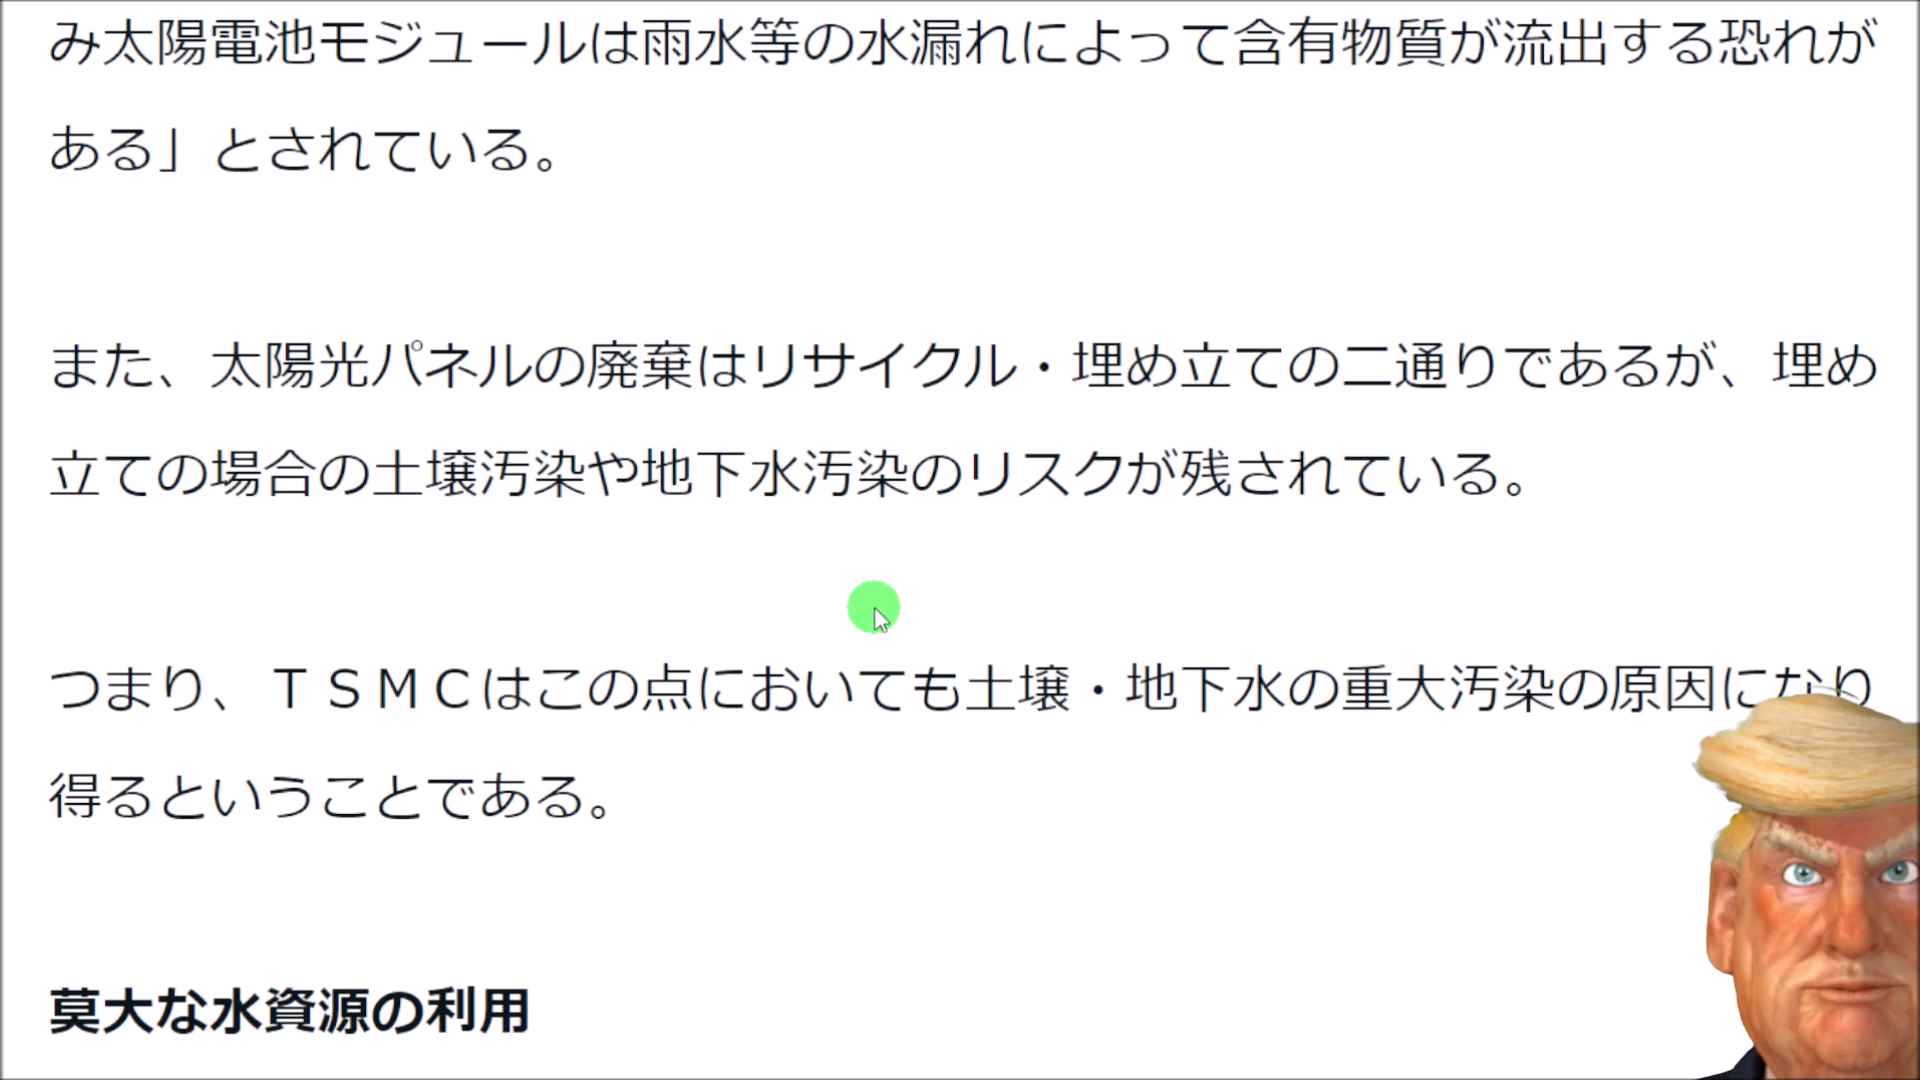 み太陽電池モジュールは雨水等の水漏れによって含有物質が流出する恐れが
ある」とされている。
また、太陽光パネルの廃棄はリサイクル・埋め立ての二通りであるが、埋め
立ての場合の土壌汚染や地下水汚染のリスクが残されている。
つまり、ＴＳＭＣはこの点においても土壌・地下水の重大汚染の原因になり
得るということである。
莫大な水資源の利用